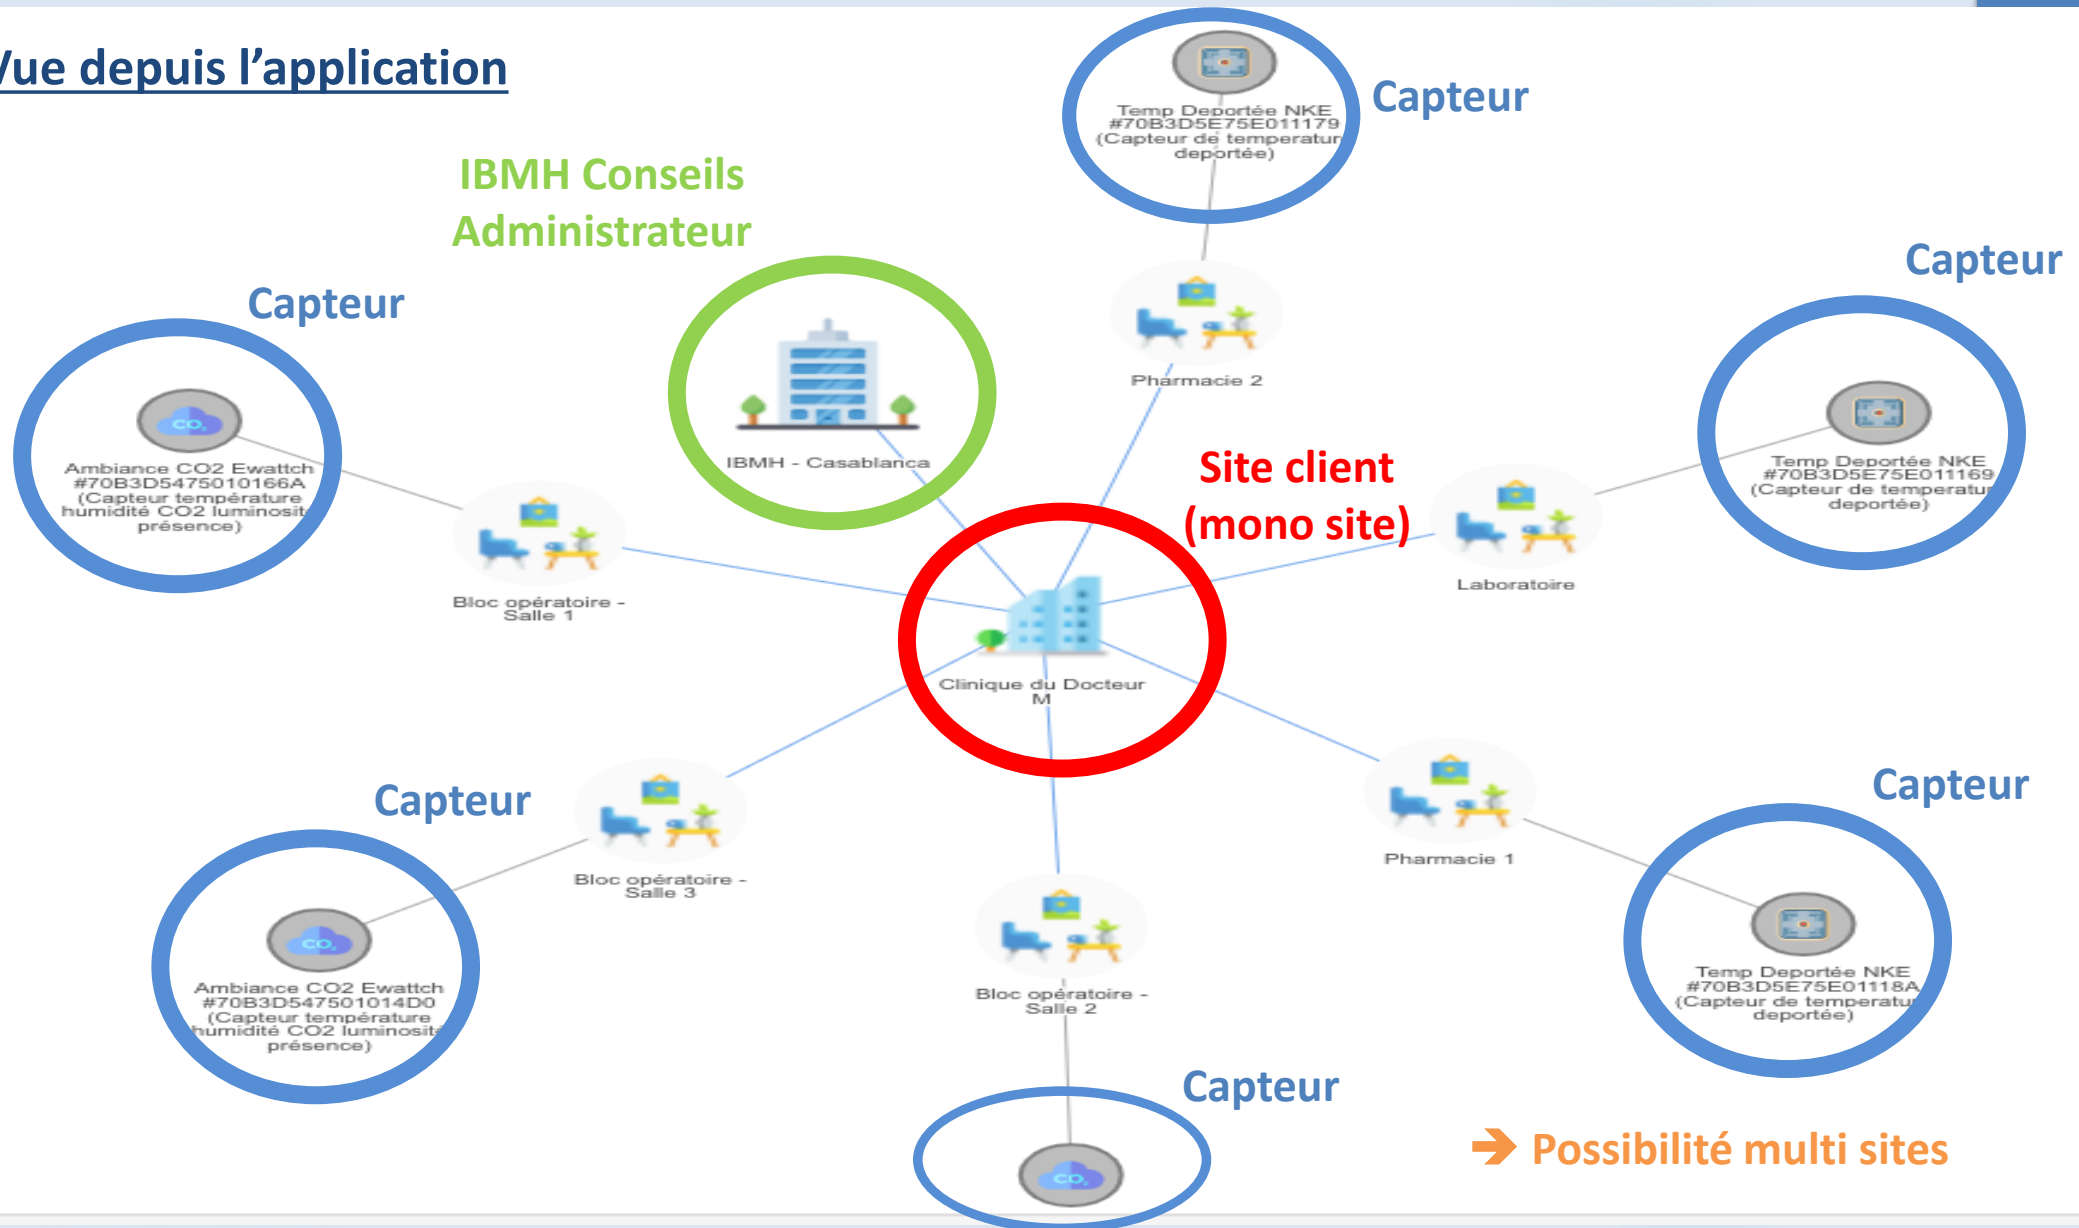 Vue depuis l'application
Capteur
Temp Deportée NKE
#70B3D5E75E011179
(Capteur de temperatur
deportée)
IBMH Conseils
Administrateur
Capteur
Capteur
Pharmacie 2
IBMH - Casablanca
Site client
(mono site)
Ambiance CO2 Ewattch
#70B3D5475010166A
(Capteur température
humidité CO2 luminosité
présence)
Temp Deportée NKE
#70B3D5E75E011169
(Capteur de temperatur
deportée)
Bloc opératoire -
Salle 1
Laboratoire
Clinique du Docteur
M
Capteur
Capteur
Bloc opératoire -
Salle 3
Pharmacie 1
Ambiance CO2 Ewattch
#70B3D547501014D0
(Capteur température
humidité CO2 luminosité
présence)
Bloc opératoire -
Salle 2
Temp Deportée NKE
#70B3D5E75E01118A
(Capteur de temperatur
deportée)
Capteur
➔ Possibilité multi sites